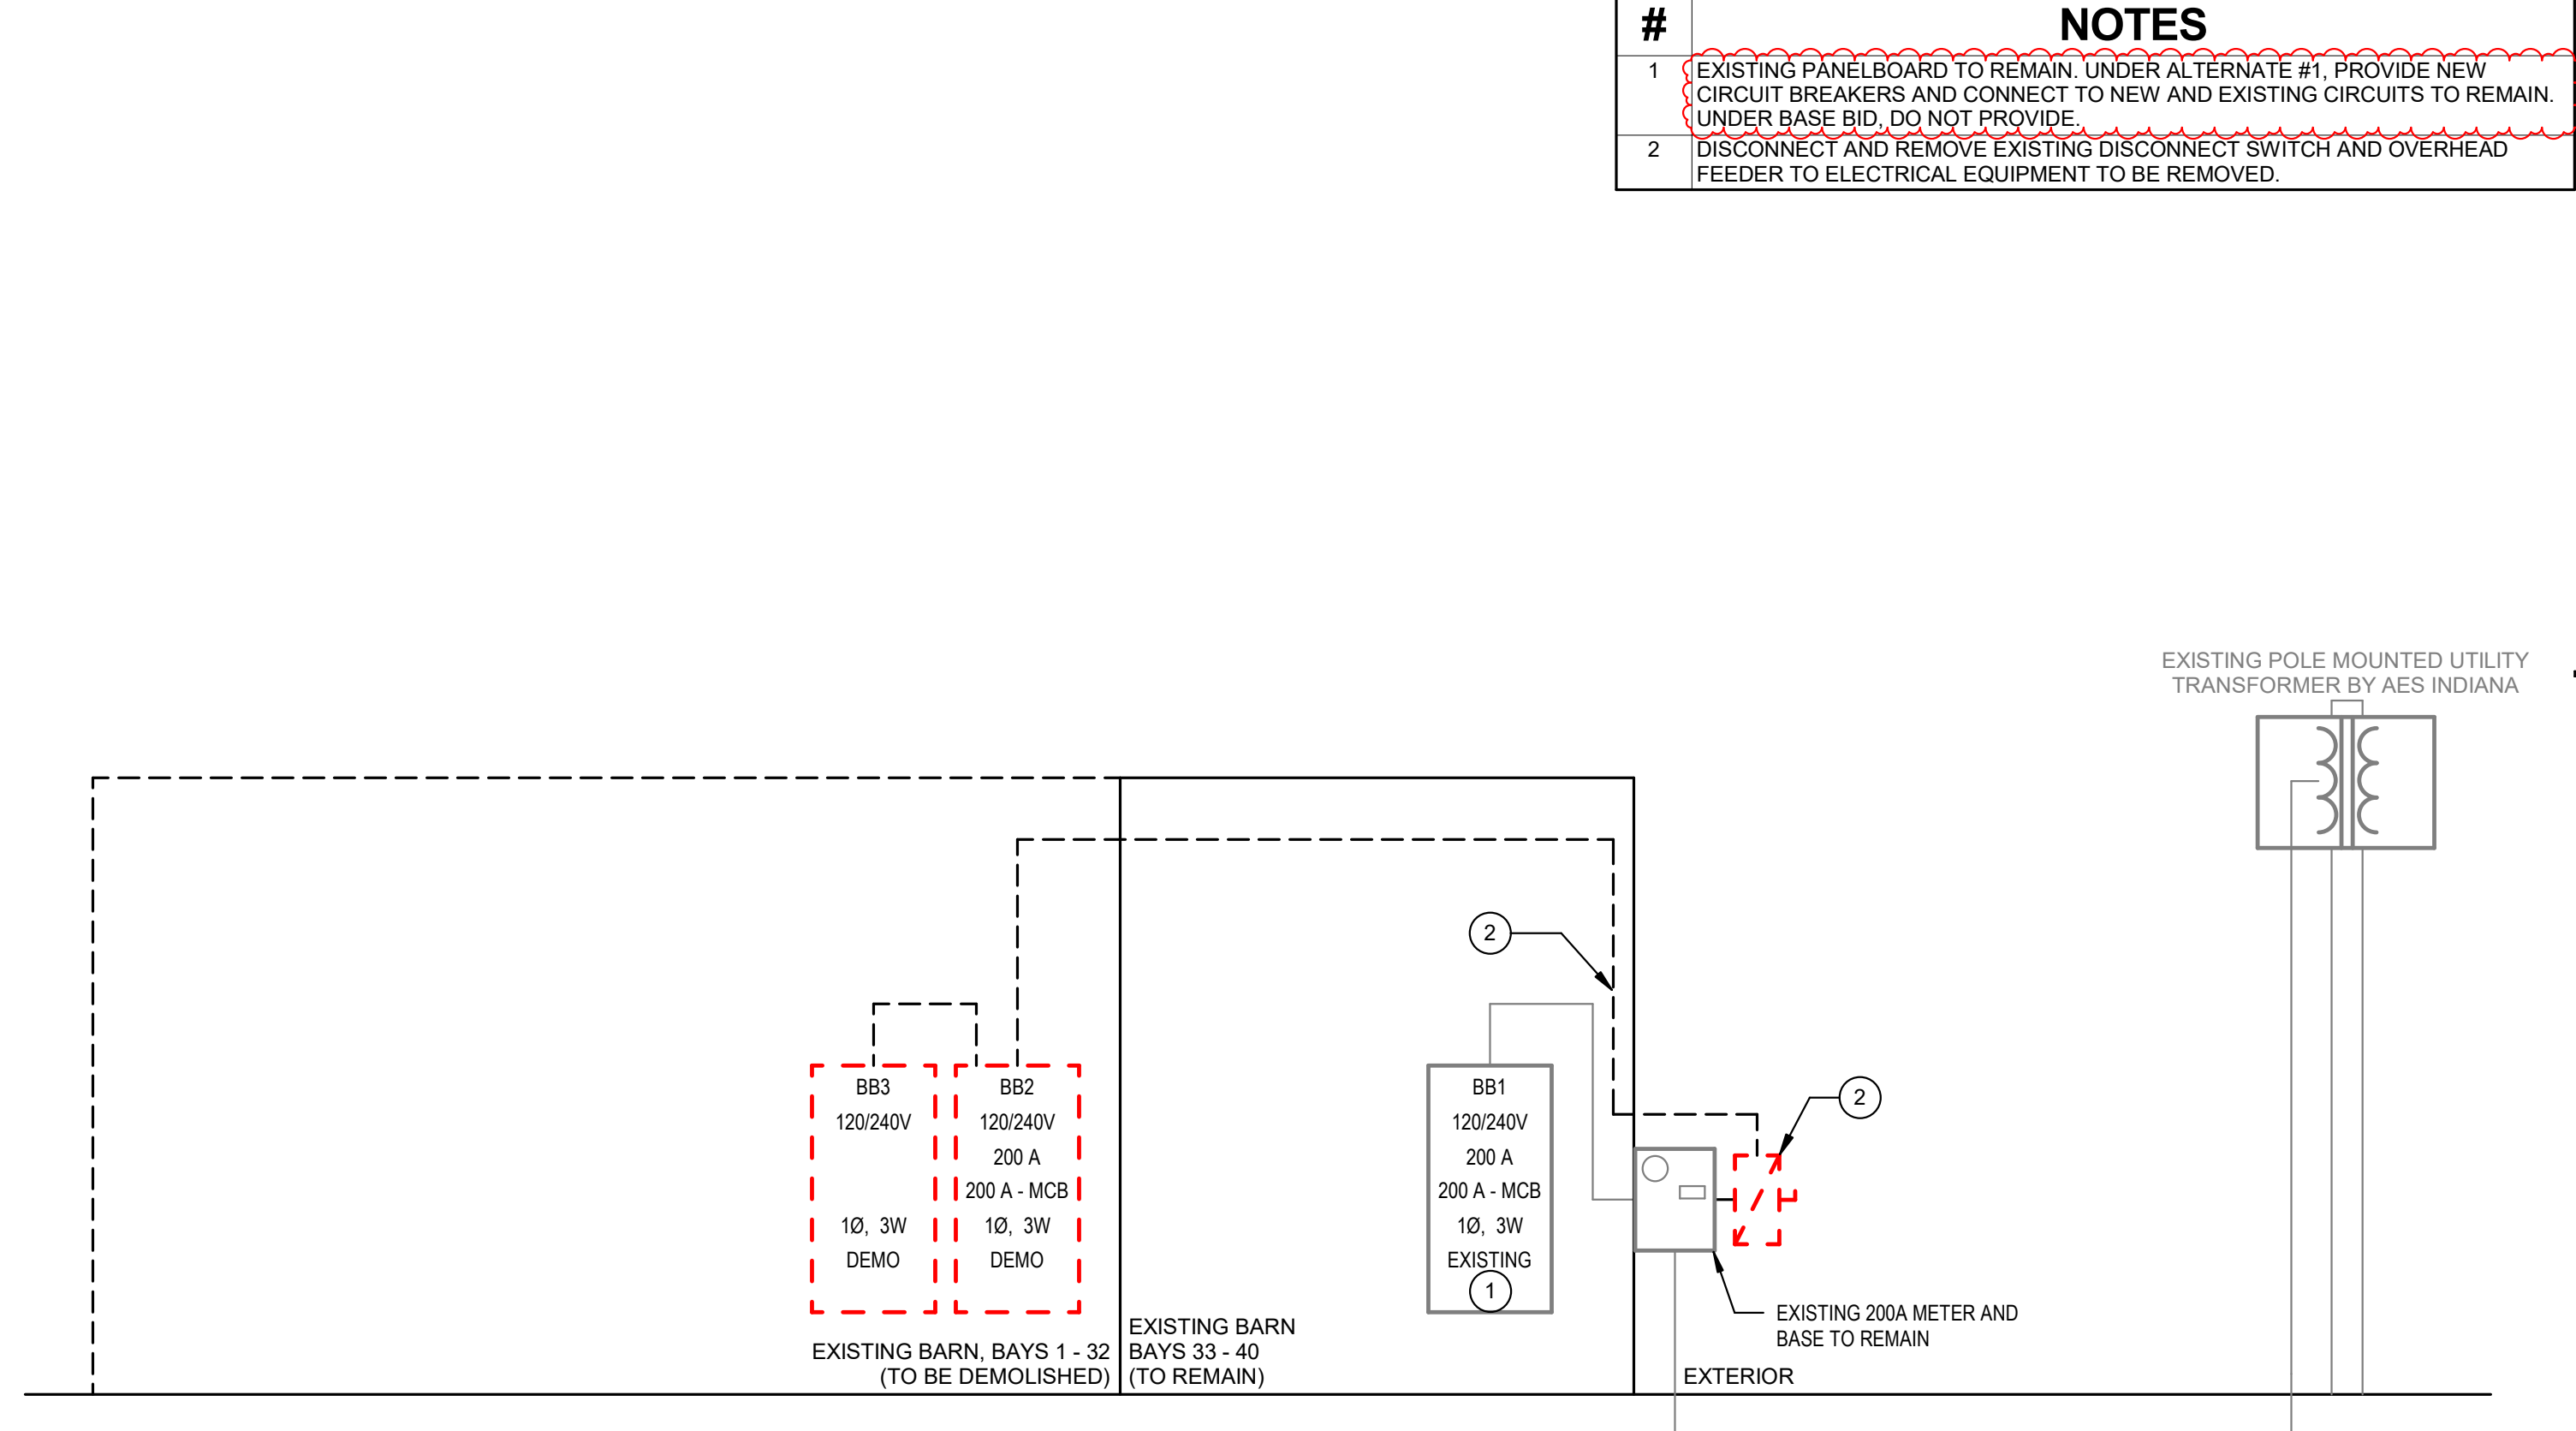 # NOTES
1 EXISTING PANELBOARD TO REMAIN. UNDER ALTERNATE #1, PROVIDE NEW
CIRCUIT BREAKERS AND CONNECT TO NEW AND EXISTING CIRCUITS TO REMAIN.
UNDER BASE BID, DO NOT PROVIDE.
2 DISCONNECT AND REMOVE EXISTING DISCONNECT SWITCH AND OVERHEAD
FEEDER TO ELECTRICAL EQUIPMENT TO BE REMOVED.
EXISTING POLE MOUNTED UTILITY
TRANSFORMER BY AES INDIANA
2
BB3
120/240V
1Ø, 3W
DEMO
BB2
120/240V
200 A
200 A - MCB
1Ø, 3W
DEMO
BB1
120/240V
200 A
200 A - MCB
1Ø, 3W
EXISTING
1
2
EXISTING 200A METER AND
BASE TO REMAIN
EXISTING BARN, BAYS 1 - 32
(TO BE DEMOLISHED)
EXISTING BARN
BAYS 33 - 40
(TO REMAIN)
EXTERIOR